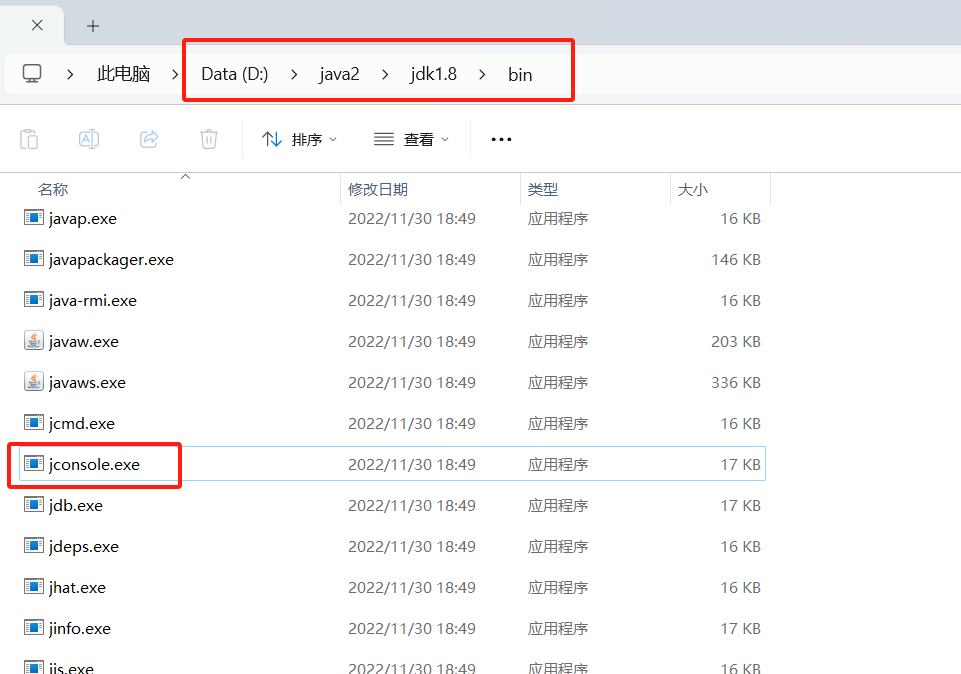 此电脑 Data (D:) java2 jdk1.8 bin
排序 查看
名称 修改日期 类型 大小
javap.exe 2022/11/30 18:49 应用程序 16 KB
javapackager.exe 2022/11/30 18:49 应用程序 146 KB
java-rmi.exe 2022/11/30 18:49 应用程序 16 KB
javaw.exe 2022/11/30 18:49 应用程序 203 KB
javaws.exe 2022/11/30 18:49 应用程序 336 KB
jcmd.exe 2022/11/30 18:49 应用程序 16 KB
jconsole.exe 2022/11/30 18:49 应用程序 17 KB
jdb.exe 2022/11/30 18:49 应用程序 17 KB
jdeps.exe 2022/11/30 18:49 应用程序 16 KB
jhat.exe 2022/11/30 18:49 应用程序 16 KB
jinfo.exe 2022/11/30 18:49 应用程序 17 KB
jjs.exe 2022/11/30 18:49 应用程序 16 KB